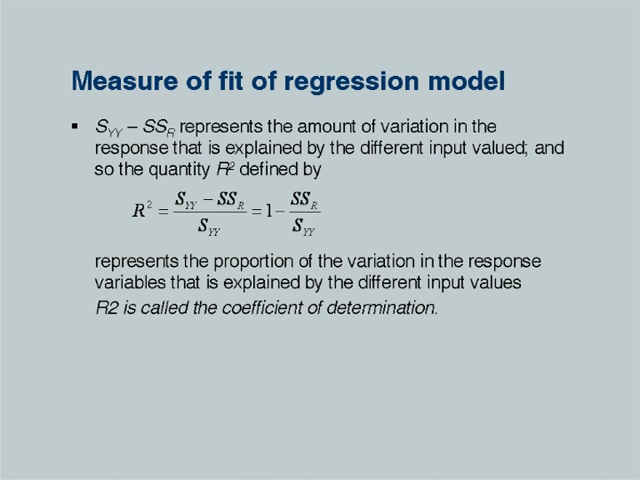 Measure of fit of regression model
▪ S_YY – SS_R represents the amount of variation in the
response that is explained by the different input valued; and
so the quantity R² defined by
R² = (S_YY − SS_R) / S_YY = 1 − SS_R / S_YY
represents the proportion of the variation in the response
variables that is explained by the different input values
R2 is called the coefficient of determination.